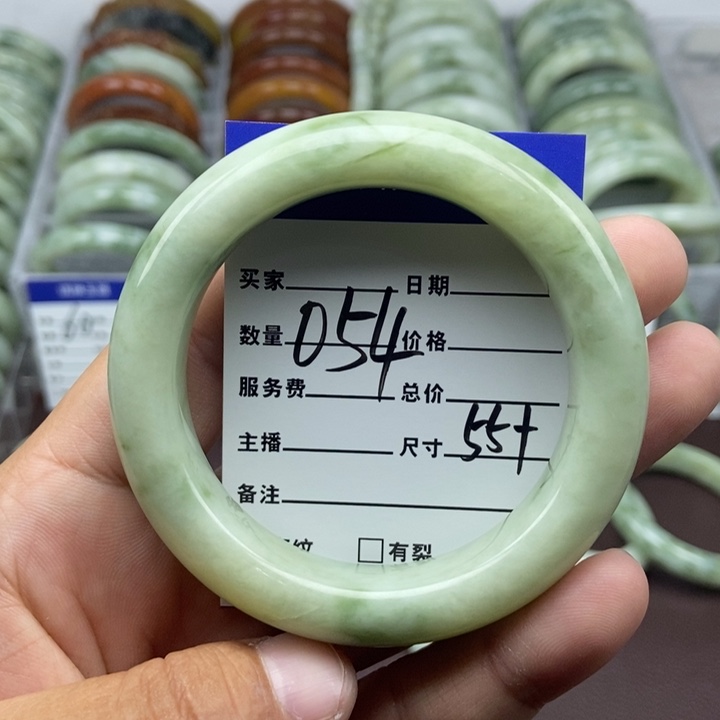 买家 日期
数量 054 价格
服务费 总价
主播 尺寸 55+
备注
纹 □有裂